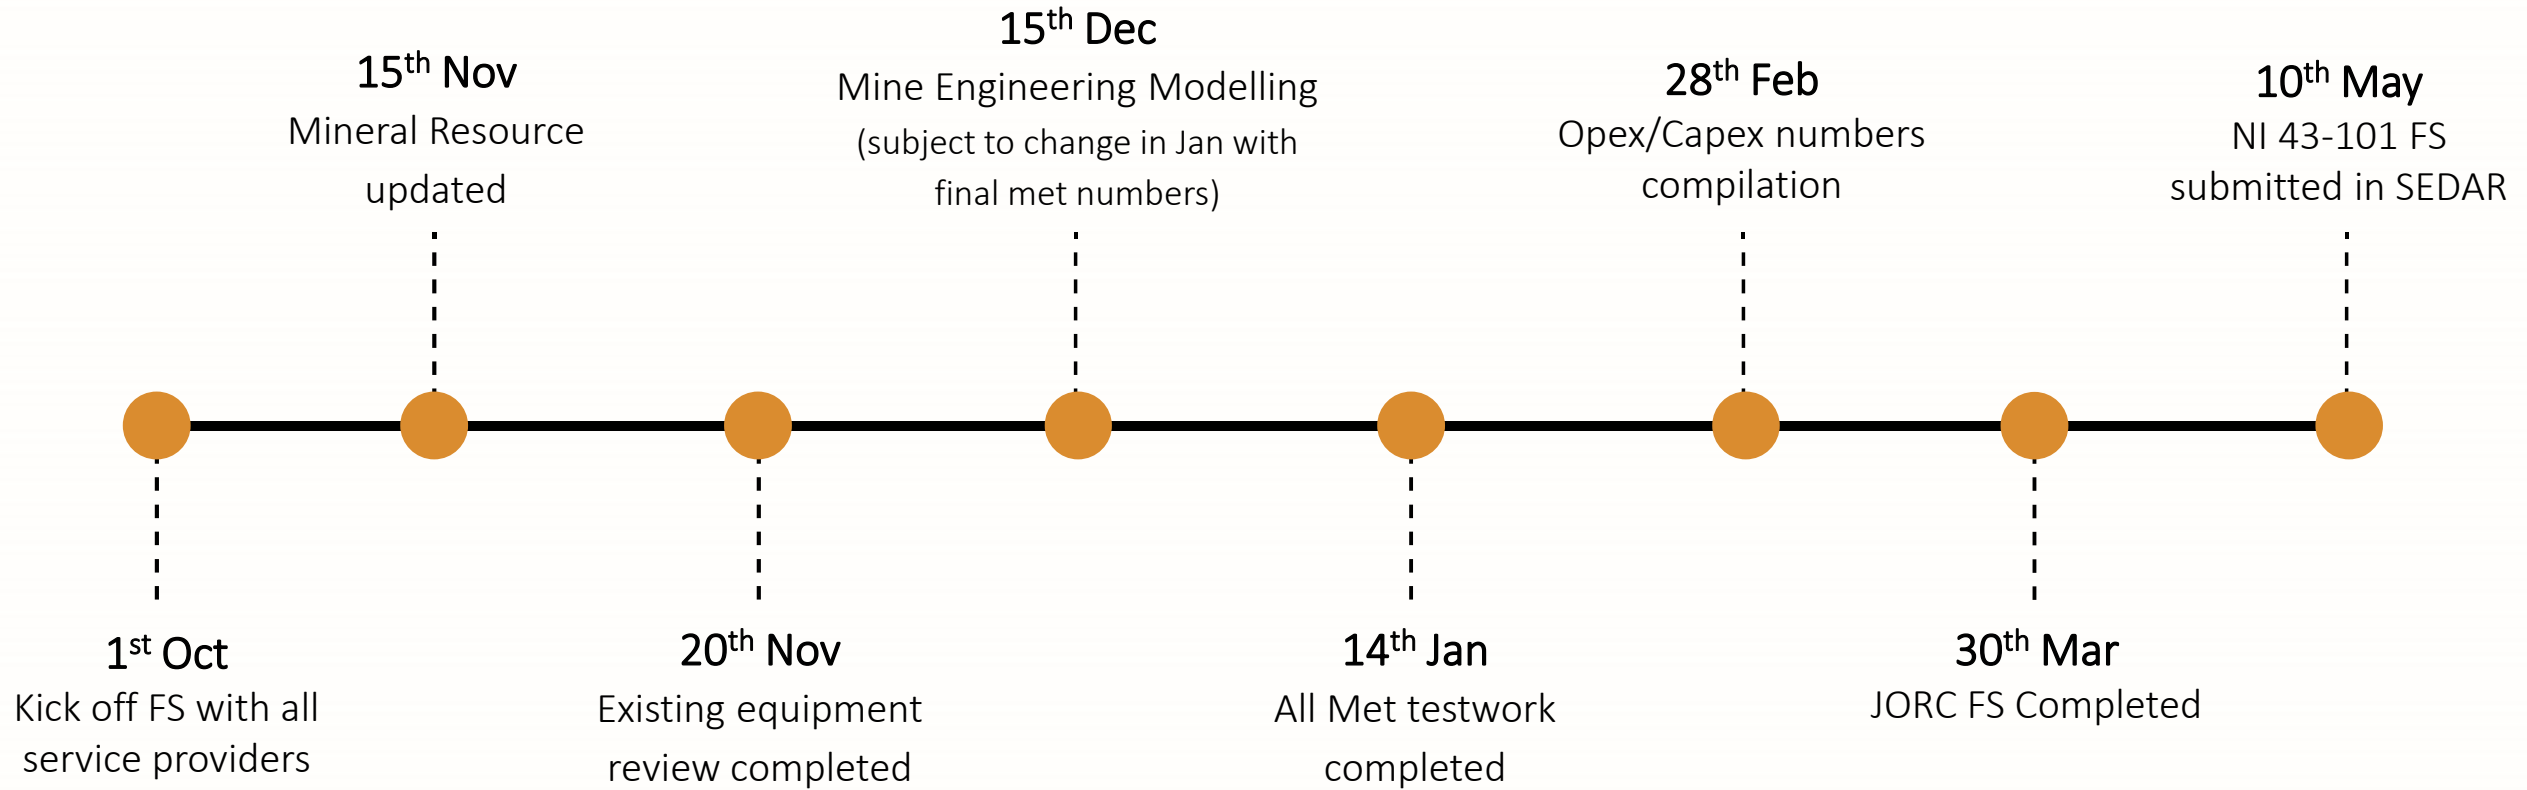 1st Oct
Kick off FS with all
service providers
15th Nov
Mineral Resource
updated
20th Nov
Existing equipment
review completed
15th Dec
Mine Engineering Modelling
(subject to change in Jan with
final met numbers)
14th Jan
All Met testwork
completed
28th Feb
Opex/Capex numbers
compilation
30th Mar
JORC FS Completed
10th May
NI 43-101 FS
submitted in SEDAR